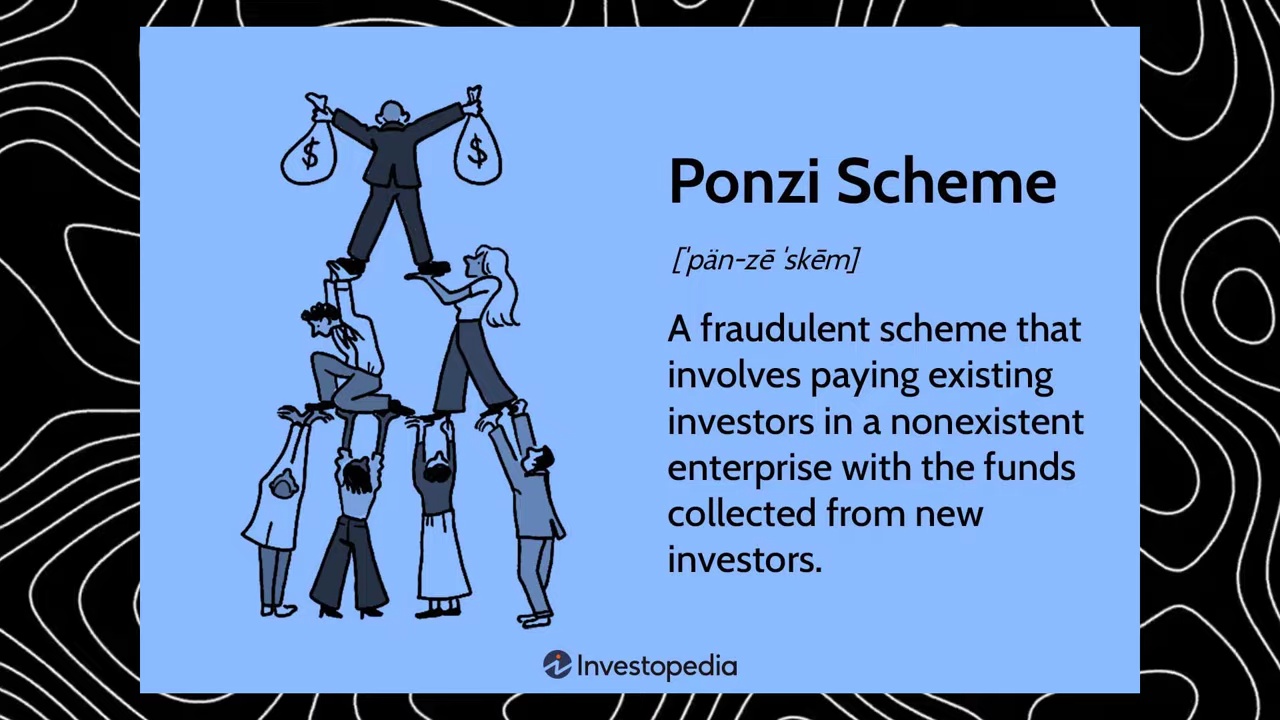 $ $
Ponzi Scheme
[ˈpän-zē ˈskēm]
A fraudulent scheme that
involves paying existing
investors in a nonexistent
enterprise with the funds
collected from new
investors.
Investopedia